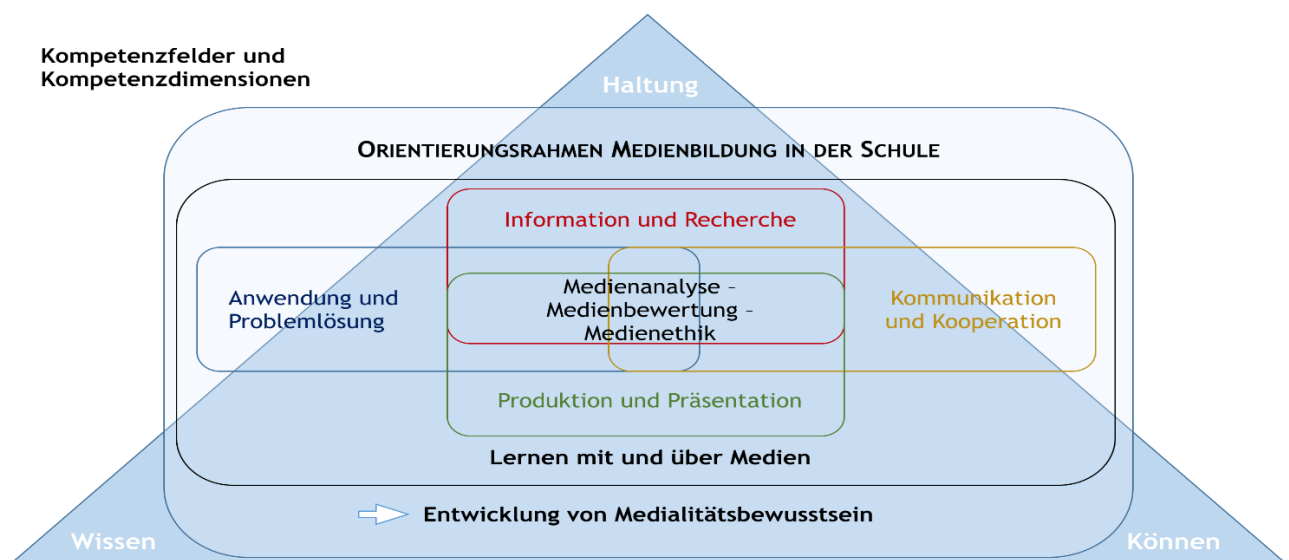 Kompetenzfelder und
Kompetenzdimensionen
Haltung
ORIENTIERUNGSRAHMEN MEDIENBILDUNG IN DER SCHULE
Information und Recherche
Anwendung und
Problemlösung
Medienanalyse –
Medienbewertung –
Medienethik
Kommunikation
und Kooperation
Produktion und Präsentation
Lernen mit und über Medien
Entwicklung von Medialitätsbewusstsein
Wissen
Können